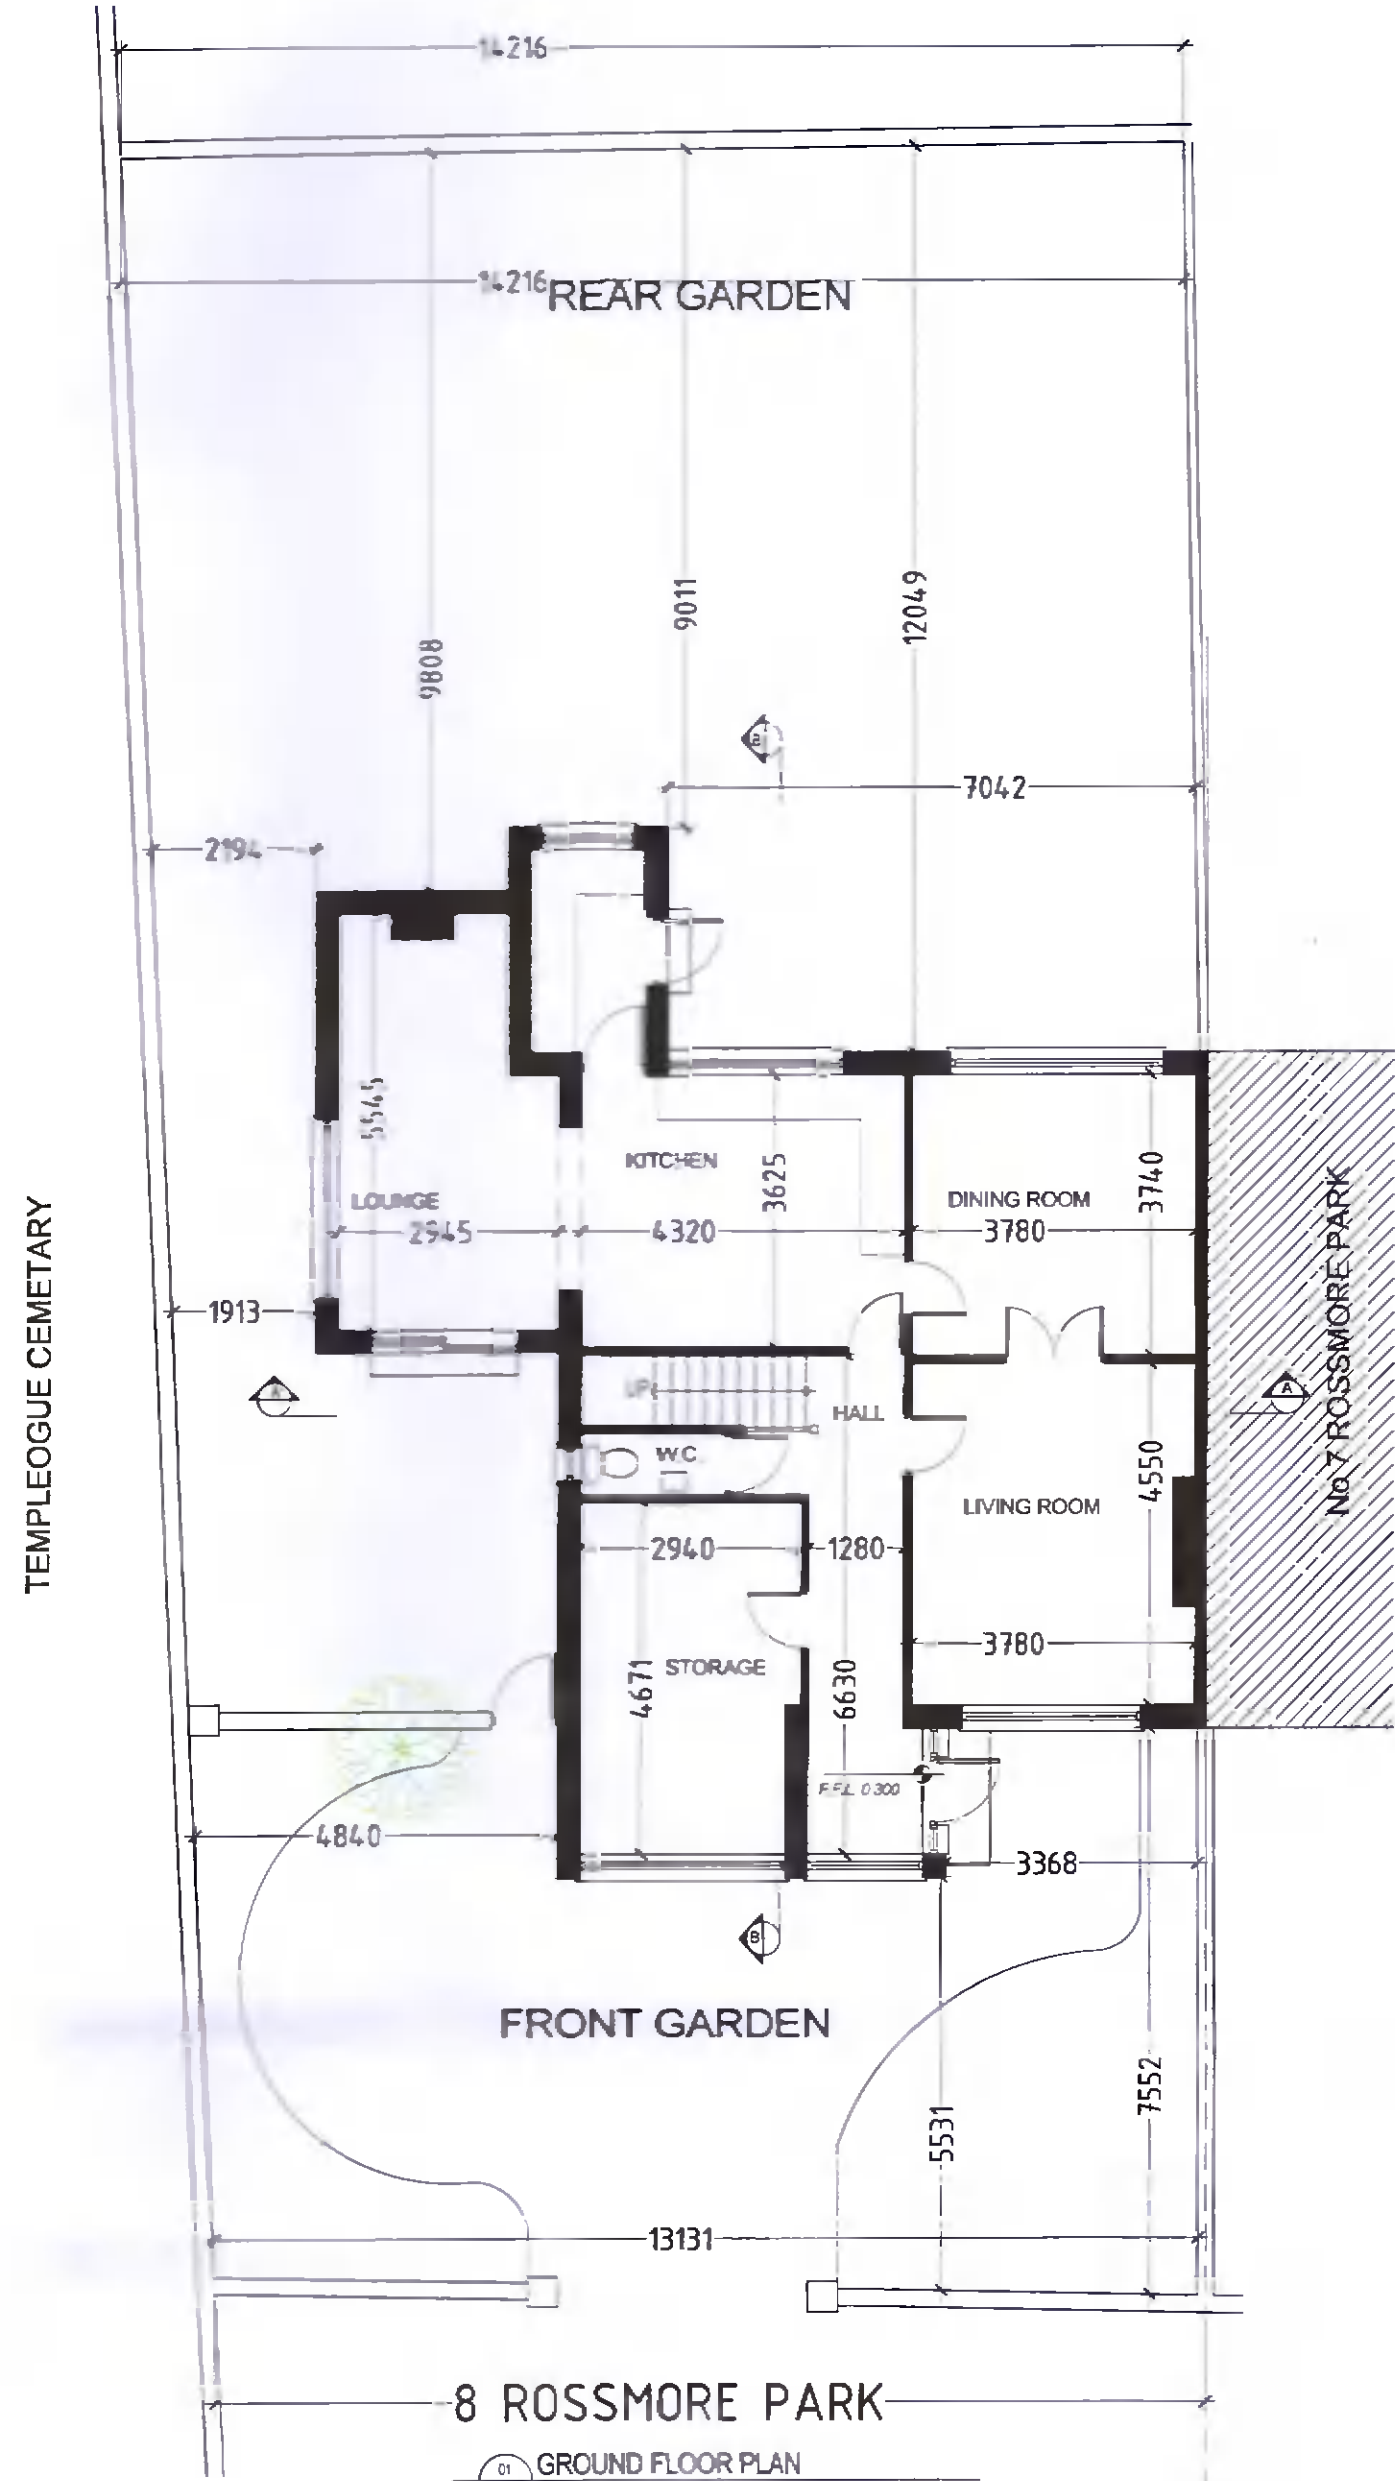 14216
14216
REAR GARDEN
9808
9011
12049
B
7042
2194
5545
KITCHEN
3625
3740
LOUNGE
DINING ROOM
2945
4320
3780
1913
TEMPLEOGUE CEMETARY
No 7 ROSSMORE PARK
A
UP
HALL
A
W.C.
4550
LIVING ROOM
2940
1280
3780
4671
STORAGE
6630
F.F.L. 0.300
4840
3368
B
FRONT GARDEN
7552
5531
13131
8 ROSSMORE PARK
01 GROUND FLOOR PLAN